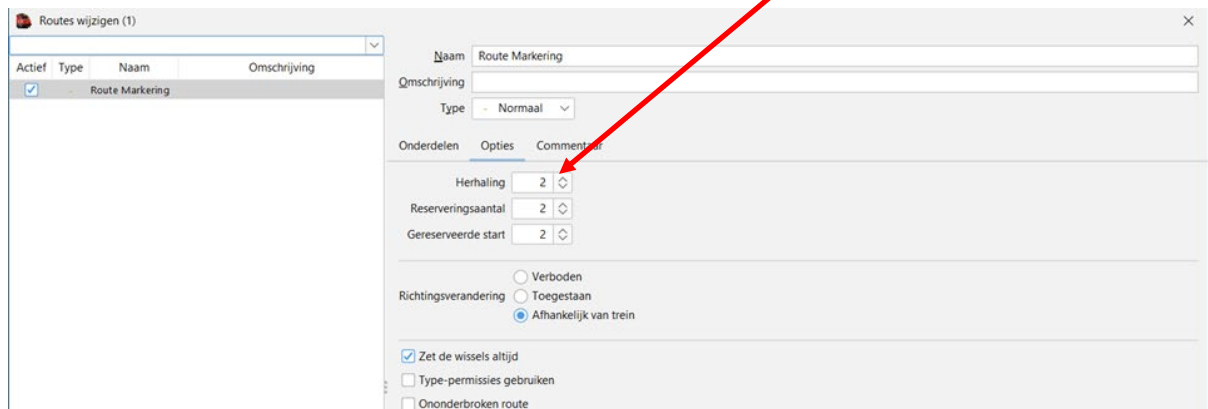 Routes wijzigen (1)
Actief Type Naam Omschrijving
Route Markering
Naam Route Markering
Omschrijving
Type Normaal
Onderdelen Opties Commentaar
Herhaling 2
Reserveringsaantal 2
Gereserveerde start 2
Verboden
Richtingsverandering Toegestaan
Afhankelijk van trein
Zet de wissels altijd
Type-permissies gebruiken
Ononderbroken route